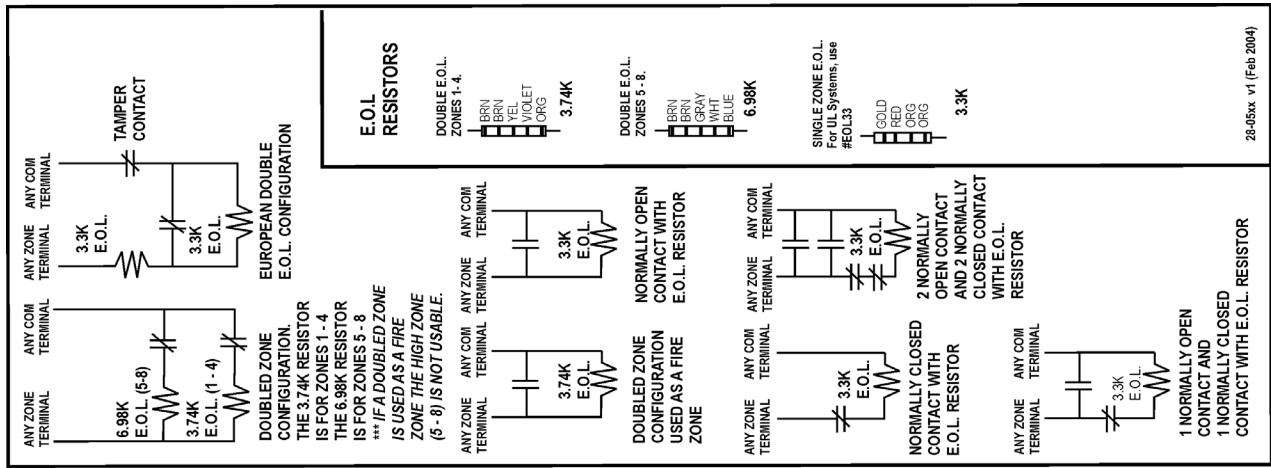 ANY ZONE
TERMINAL
ANY COM
TERMINAL
6.98K
E.O.L. (5-8)
3.74K
E.O.L. (1 - 4)
DOUBLED ZONE
CONFIGURATION.
THE 3.74K RESISTOR
IS FOR ZONES 1 - 4
THE 6.98K RESISTOR
IS FOR ZONES 5 - 8
*** IF A DOUBLED ZONE
IS USED AS A FIRE
ZONE THE HIGH ZONE
(5 - 8) IS NOT USABLE.
ANY ZONE
TERMINAL
ANY COM
TERMINAL
3.3K
E.O.L.
TAMPER
CONTACT
3.3K
E.O.L.
EUROPEAN DOUBLE
E.O.L. CONFIGURATION
ANY ZONE
TERMINAL
ANY COM
TERMINAL
3.74K
E.O.L.
DOUBLED ZONE
CONFIGURATION
USED AS A FIRE
ZONE
ANY ZONE
TERMINAL
ANY COM
TERMINAL
3.3K
E.O.L.
NORMALLY OPEN
CONTACT WITH
E.O.L. RESISTOR
ANY ZONE
TERMINAL
ANY COM
TERMINAL
3.3K
E.O.L.
NORMALLY CLOSED
CONTACT WITH
E.O.L. RESISTOR
ANY ZONE
TERMINAL
ANY COM
TERMINAL
3.3K
E.O.L.
2 NORMALLY
OPEN CONTACT
AND 2 NORMALLY
CLOSED CONTACT
WITH E.O.L.
RESISTOR
ANY ZONE
TERMINAL
ANY COM
TERMINAL
3.3K
E.O.L.
1 NORMALLY OPEN
CONTACT AND
1 NORMALLY CLOSED
CONTACT WITH E.O.L. RESISTOR
E.O.L
RESISTORS
DOUBLE E.O.L.
ZONES 1- 4.
BRN
BRN
YEL
VIOLET
ORG
3.74K
DOUBLE E.O.L.
ZONES 5 - 8.
BRN
BRN
GRAY
WHT
BLUE
6.98K
SINGLE ZONE E.O.L.
For UL Systems, use
#EOL33
GOLD
RED
ORG
ORG
3.3K
28-05xx v1 (Feb 2004)